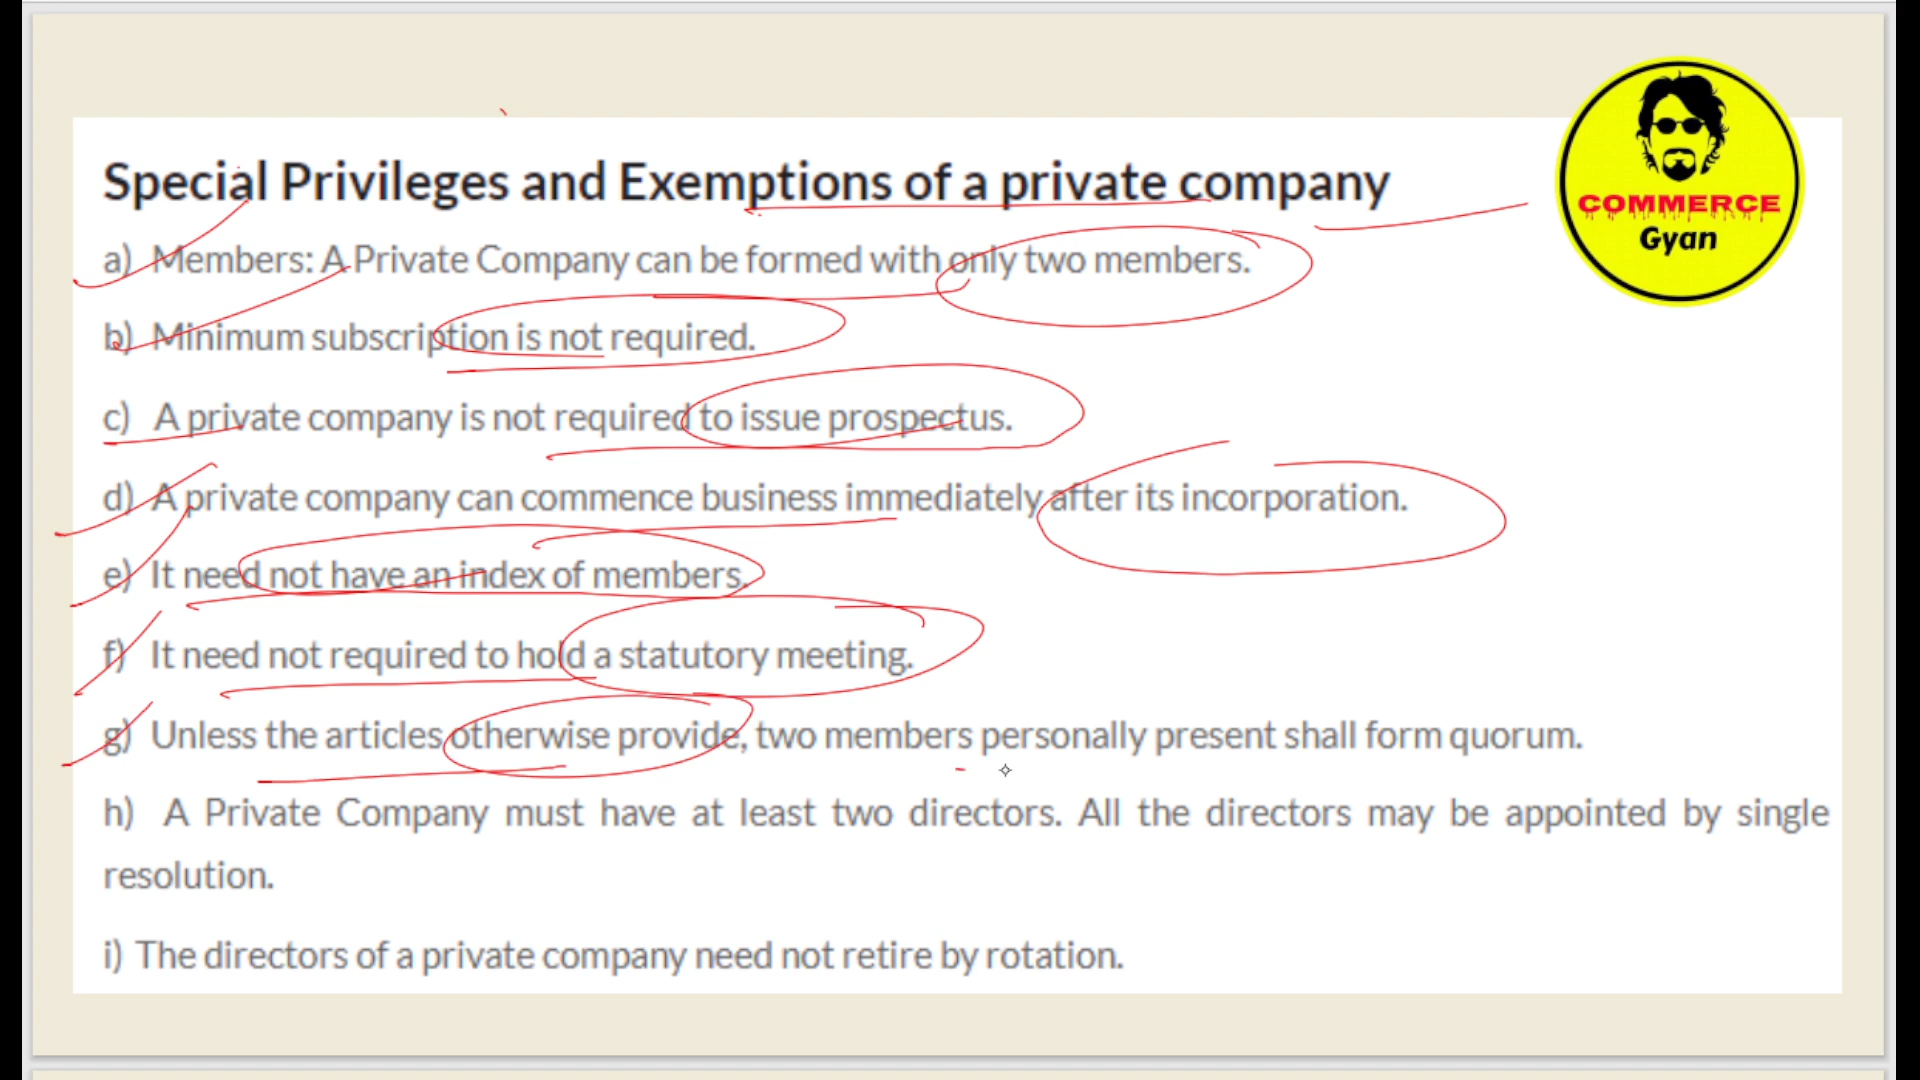 Special Privileges and Exemptions of a private company
COMMERCE
Gyan
a) Members: A Private Company can be formed with only two members.
b) Minimum subscription is not required.
c) A private company is not required to issue prospectus.
d) A private company can commence business immediately after its incorporation.
e) It need not have an index of members.
f) It need not required to hold a statutory meeting.
g) Unless the articles otherwise provide, two members personally present shall form quorum.
h) A Private Company must have at least two directors. All the directors may be appointed by single
resolution.
i) The directors of a private company need not retire by rotation.